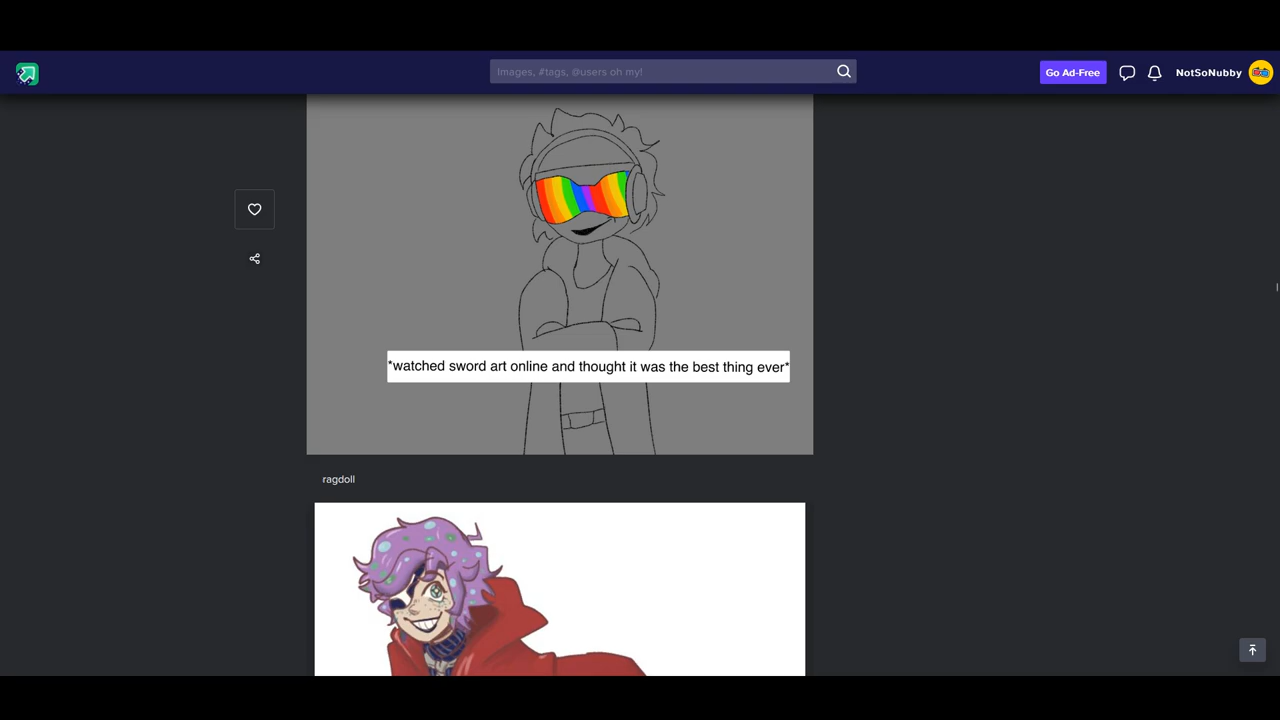 Images, #tags, @users oh my!
Go Ad-Free
NotSoNubby
*watched sword art online and thought it was the best thing ever*
ragdoll